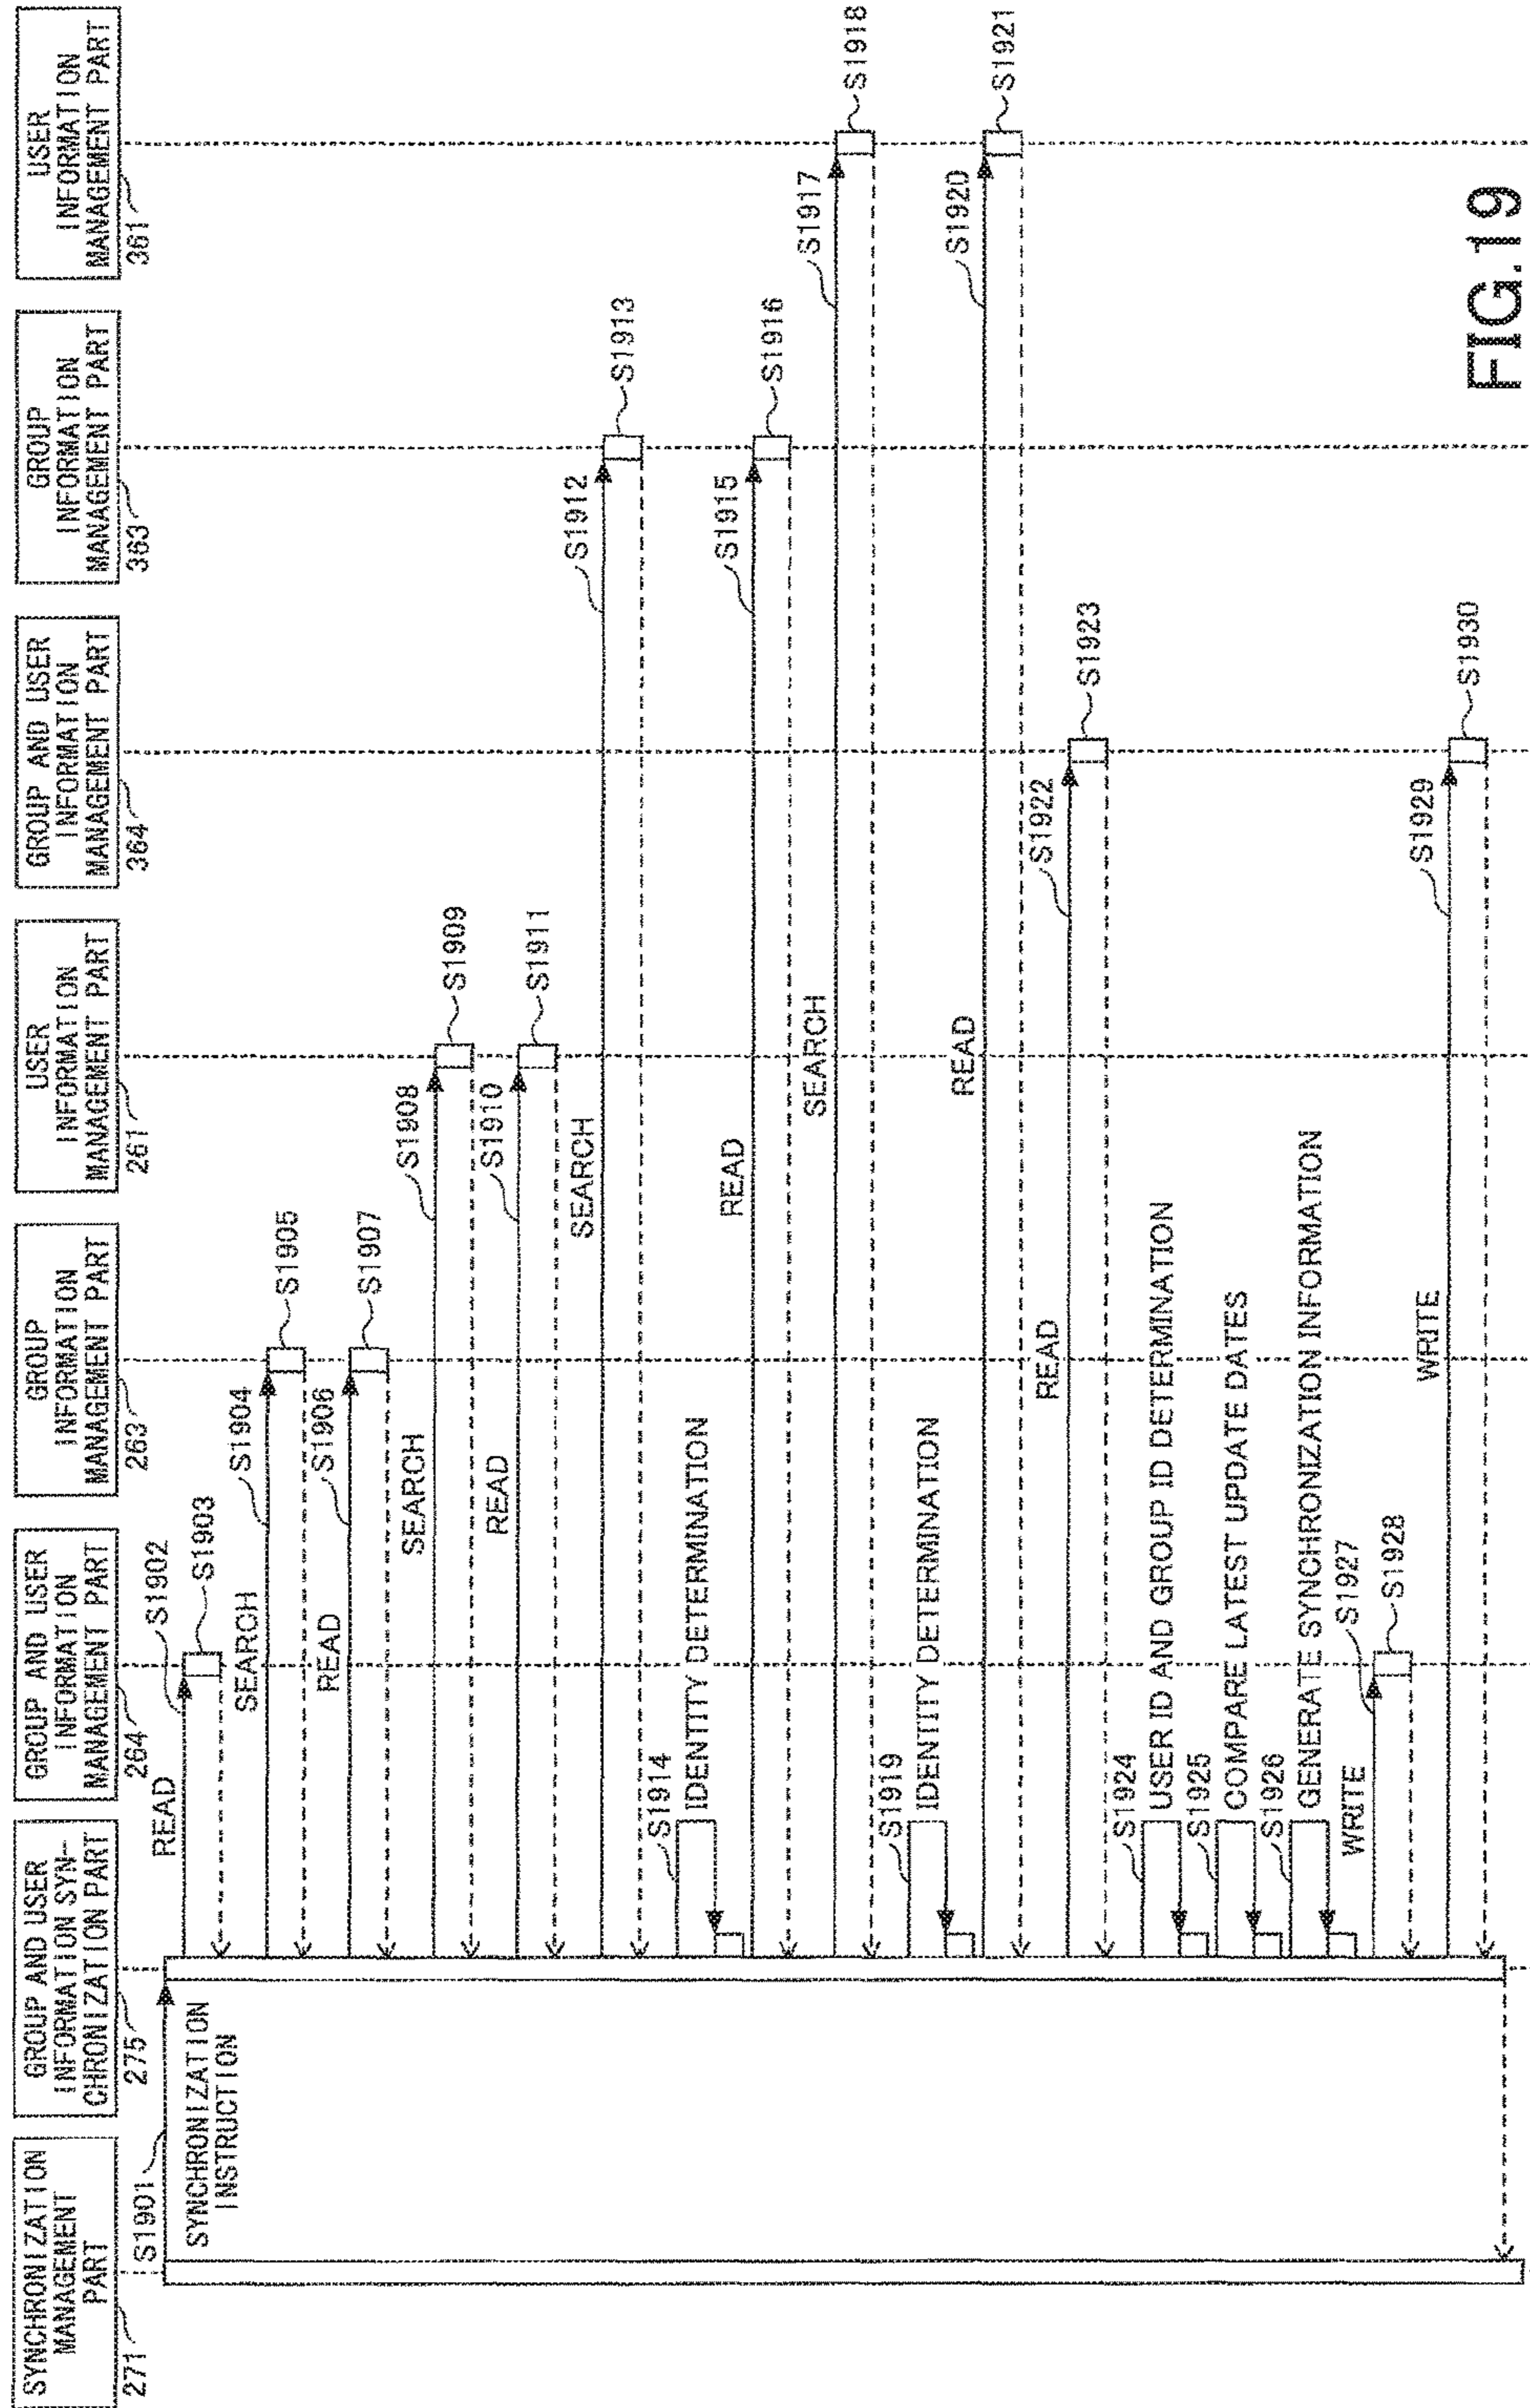 SYNCHRONIZATION
MANAGEMENT
PART
271
GROUP AND USER
INFORMATION SYN-
CHRONIZATION PART
275
GROUP AND USER
INFORMATION
MANAGEMENT PART
264
GROUP
INFORMATION
MANAGEMENT PART
263
USER
INFORMATION
MANAGEMENT PART
261
GROUP AND USER
INFORMATION
MANAGEMENT PART
364
GROUP
INFORMATION
MANAGEMENT PART
363
USER
INFORMATION
MANAGEMENT PART
361
S1901
SYNCHRONIZATION
INSTRUCTION
READ
S1902
S1903
SEARCH
S1904
S1905
READ
S1906
S1907
SEARCH
S1908
S1909
READ
S1910
S1911
SEARCH
S1912
S1913
S1914
IDENTITY DETERMINATION
READ
S1915
S1916
SEARCH
S1917
S1918
S1919
IDENTITY DETERMINATION
READ
S1920
S1921
READ
S1922
S1923
S1924
USER ID AND GROUP ID DETERMINATION
S1925
COMPARE LATEST UPDATE DATES
S1926
GENERATE SYNCHRONIZATION INFORMATION
WRITE
S1927
S1928
WRITE
S1929
S1930
FIG.19